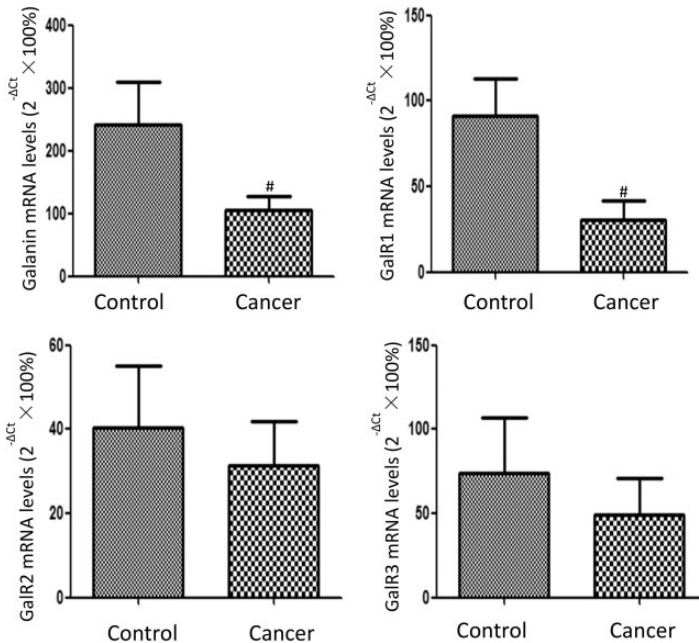 Galanin mRNA levels (2^-ΔCt × 100%)
400
300
200
100
0
#
Control Cancer
GalR1 mRNA levels (2^-ΔCt × 100%)
150
100
50
0
#
Control Cancer
GalR2 mRNA levels (2^-ΔCt × 100%)
60
40
20
0
Control Cancer
GalR3 mRNA levels (2^-ΔCt × 100%)
150
100
50
0
Control Cancer